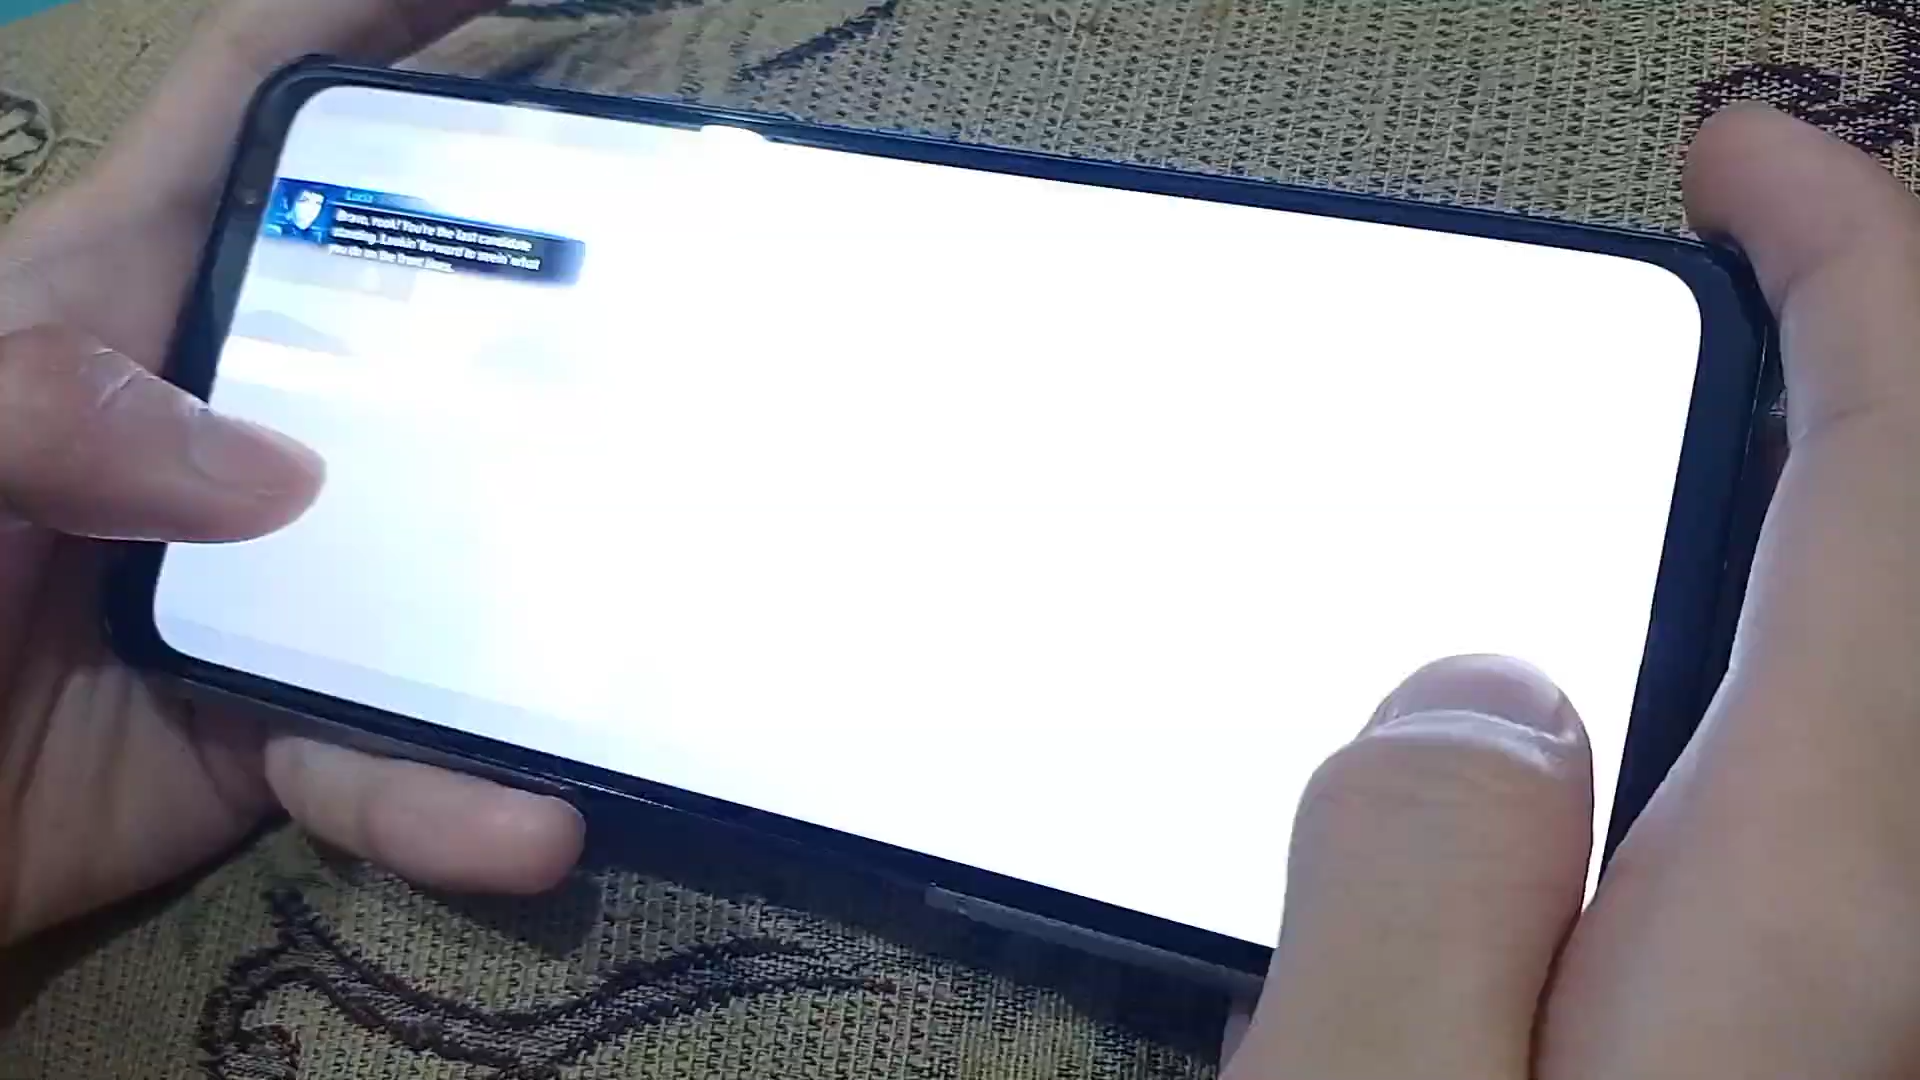 Lucia
Bravo, rook! You're the last candidate
standing. Lookin' forward to seein' what
you do on the front lines.